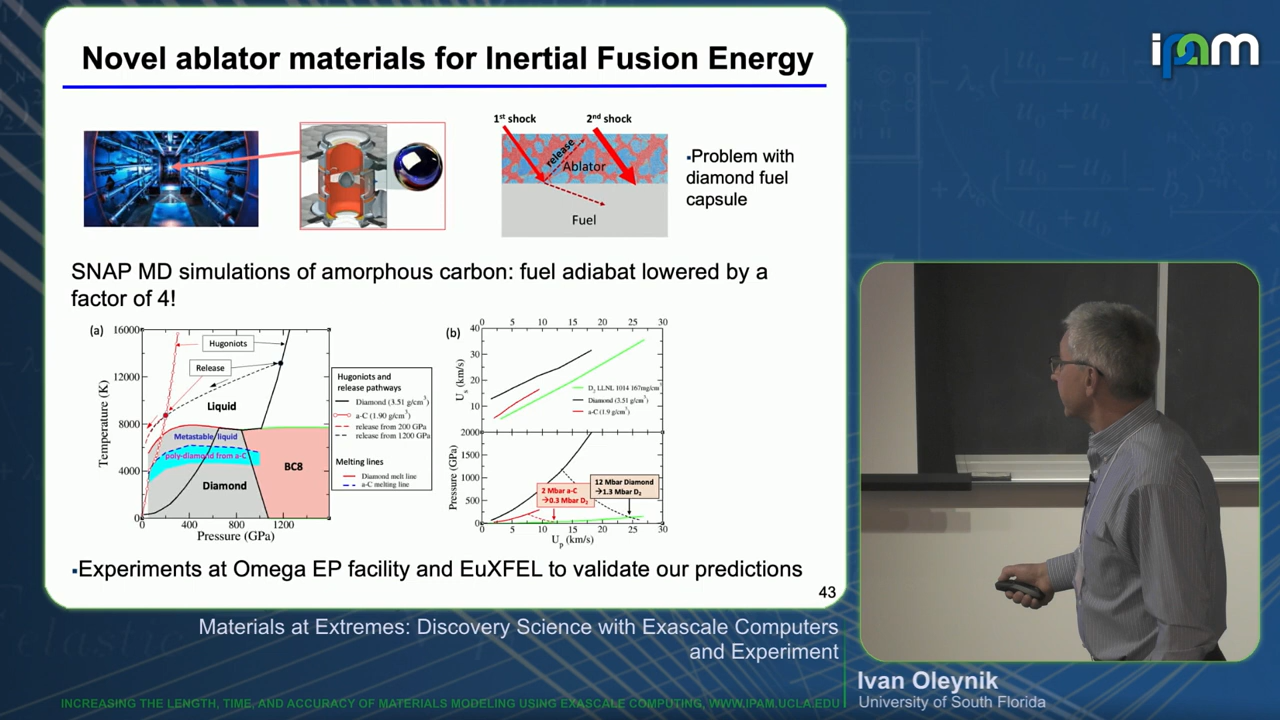 Novel ablator materials for Inertial Fusion Energy
ipam
1st shock
2nd shock
release
Ablator
Fuel
▪Problem with
diamond fuel
capsule
SNAP MD simulations of amorphous carbon: fuel adiabat lowered by a
factor of 4!
(a)
16000
12000
8000
4000
0
Temperature (K)
Hugoniots
Release
Liquid
Metastable liquid
poly-diamond from a-C
Diamond
BC8
0 400 800 1200
Pressure (GPa)
Hugoniots and
release pathways
Diamond (3.51 g/cm3)
a-C (1.90 g/cm3)
release from 200 GPa
release from 1200 GPa
Melting lines
Diamond melt line
a-C melting line
(b)
0 5 10 15 20 25 30
40
30
20
10
Us (km/s)
D2 LLNL 1014 167mg/cm3
Diamond (3.51 g/cm3)
a-C (1.9 g/cm3)
2000
1500
1000
500
0
Pressure (GPa)
2 Mbar a-C
→0.3 Mbar D2
12 Mbar Diamond
→1.3 Mbar D2
0 5 10 15 20 25 30
Up (km/s)
▪Experiments at Omega EP facility and EuXFEL to validate our predictions
43
Materials at Extremes: Discovery Science with Exascale Computers
and Experiment
Ivan Oleynik
University of South Florida
INCREASING THE LENGTH, TIME, AND ACCURACY OF MATERIALS MODELING USING EXASCALE COMPUTING, WWW.IPAM.UCLA.EDU